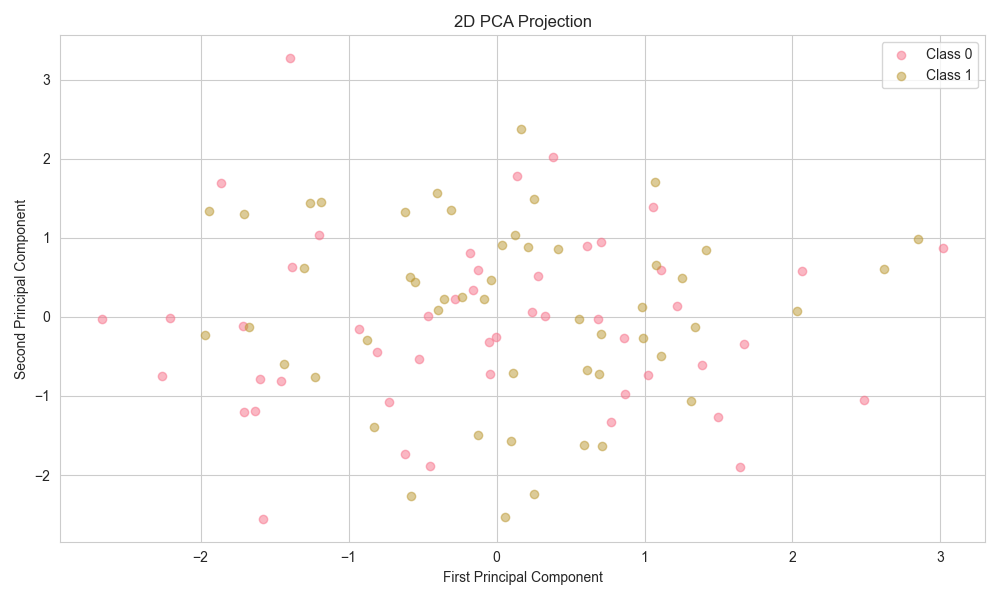 2D PCA Projection
Class 0
Class 1
Second Principal Component
3
2
1
0
−1
−2
−2
−1
0
1
2
3
First Principal Component